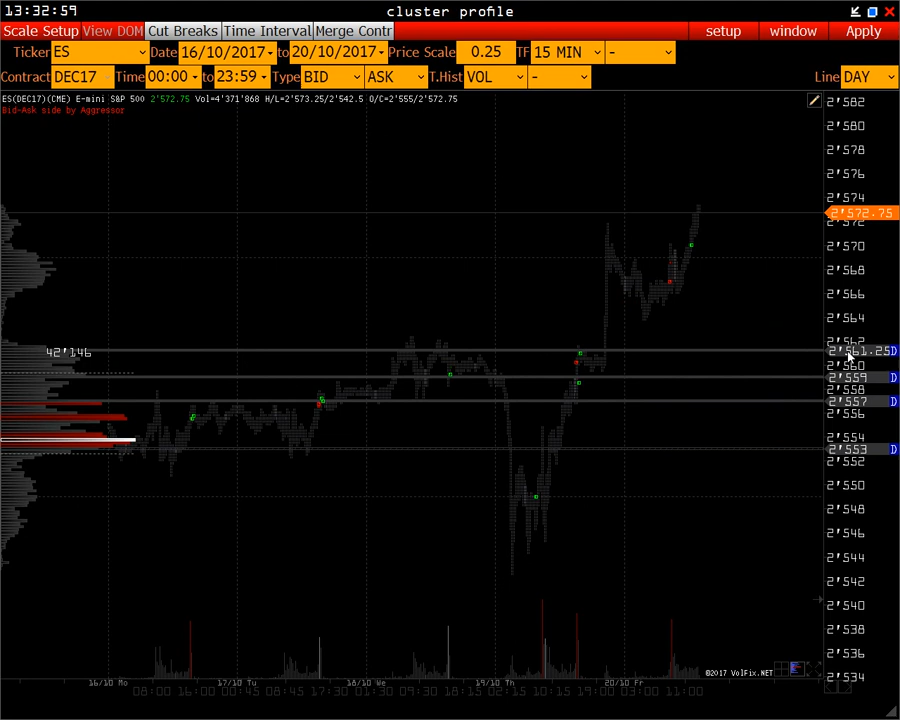 13:32:59
cluster profile
Scale Setup View DOM Cut Breaks Time Interval Merge Contr setup window Apply
Ticker ES Date 16/10/2017 to 20/10/2017 Price Scale 0.25 TF 15 MIN -
Contract DEC17 Time 00:00 to 23:59 Type BID ASK T.Hist VOL - Line DAY
ES(DEC17)(CME) E-mini S&P 500 2'572.75 Vol=4'371'868 H/L=2'573.25/2'542.5 O/C=2'555/2'572.75
Bid-Ask side by Aggressor
2'582
2'580
2'578
2'576
2'574
2'572.75
2'572
2'570
2'568
2'566
2'564
2'562
42'146
2'561.25 D
2'560
2'559 D
2'558
2'557 D
2'556
2'554
2'553 D
2'552
2'550
2'548
2'546
2'544
2'542
2'540
2'538
2'536
©2017 VolFix.NET
2'534
16/10 Mo 17/10 Tu 18/10 We 19/10 Th 20/10 Fr
08:00 16:00 00:45 08:45 17:30 01:30 09:30 18:15 02:15 10:15 19:00 03:00 11:00